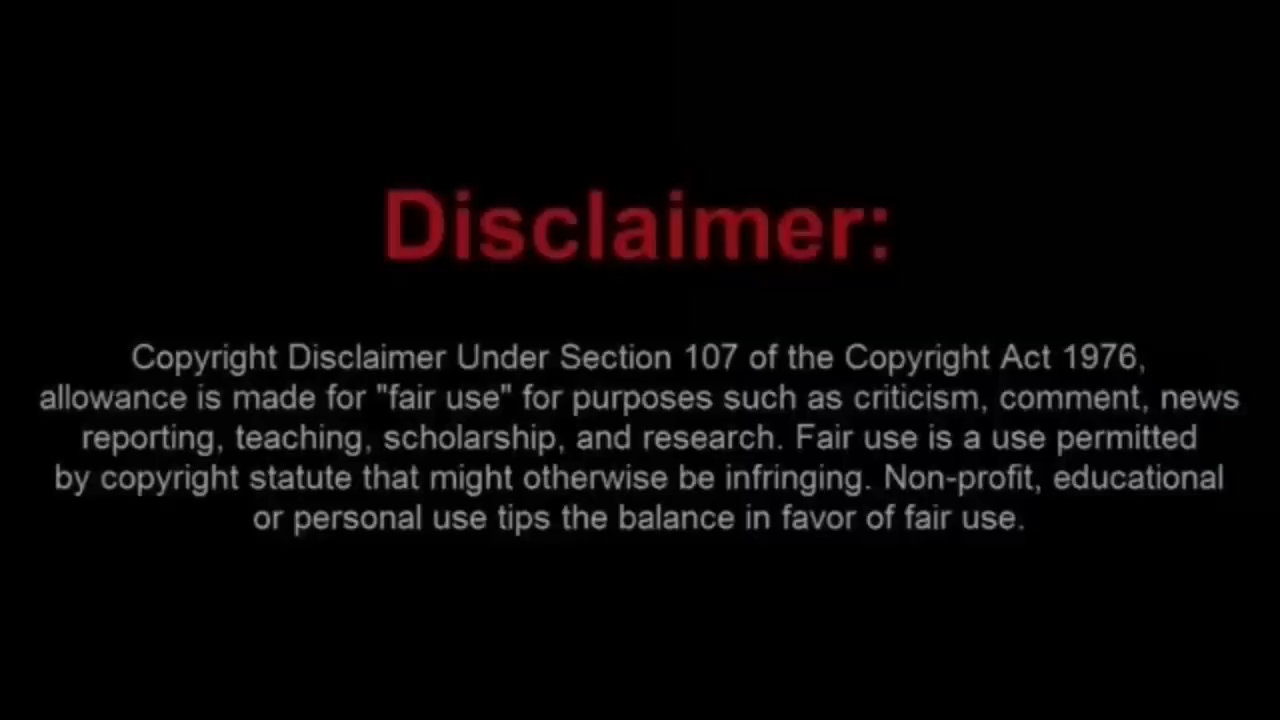 Disclaimer:
Copyright Disclaimer Under Section 107 of the Copyright Act 1976,
allowance is made for "fair use" for purposes such as criticism, comment, news
reporting, teaching, scholarship, and research. Fair use is a use permitted
by copyright statute that might otherwise be infringing. Non-profit, educational
or personal use tips the balance in favor of fair use.